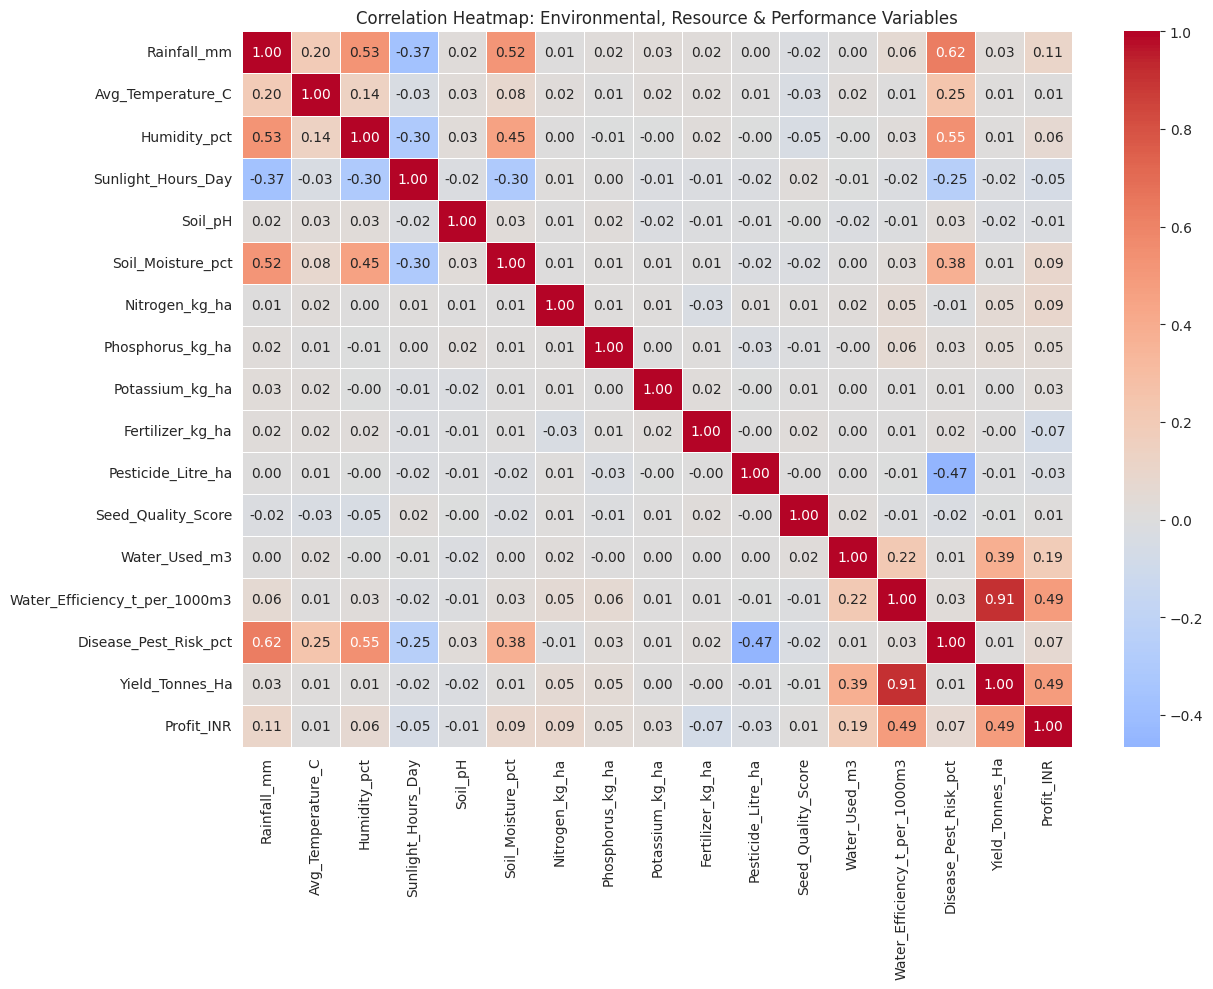 Correlation Heatmap: Environmental, Resource & Performance Variables
Rainfall_mm 1.00 0.20 0.53 -0.37 0.02 0.52 0.01 0.02 0.03 0.02 0.00 -0.02 0.00 0.06 0.62 0.03 0.11
Avg_Temperature_C 0.20 1.00 0.14 -0.03 0.03 0.08 0.02 0.01 0.02 0.02 0.01 -0.03 0.02 0.01 0.25 0.01 0.01
Humidity_pct 0.53 0.14 1.00 -0.30 0.03 0.45 0.00 -0.01 -0.00 0.02 -0.00 -0.05 -0.00 0.03 0.55 0.01 0.06
Sunlight_Hours_Day -0.37 -0.03 -0.30 1.00 -0.02 -0.30 0.01 0.00 -0.01 -0.01 -0.02 0.02 -0.01 -0.02 -0.25 -0.02 -0.05
Soil_pH 0.02 0.03 0.03 -0.02 1.00 0.03 0.01 0.02 -0.02 -0.01 -0.01 -0.00 -0.02 -0.01 0.03 -0.02 -0.01
Soil_Moisture_pct 0.52 0.08 0.45 -0.30 0.03 1.00 0.01 0.01 0.01 0.01 -0.02 -0.02 0.00 0.03 0.38 0.01 0.09
Nitrogen_kg_ha 0.01 0.02 0.00 0.01 0.01 0.01 1.00 0.01 0.01 -0.03 0.01 0.01 0.02 0.05 -0.01 0.05 0.09
Phosphorus_kg_ha 0.02 0.01 -0.01 0.00 0.02 0.01 0.01 1.00 0.00 0.01 -0.03 -0.01 -0.00 0.06 0.03 0.05 0.05
Potassium_kg_ha 0.03 0.02 -0.00 -0.01 -0.02 0.01 0.01 0.00 1.00 0.02 -0.00 0.01 0.00 0.01 0.01 0.00 0.03
Fertilizer_kg_ha 0.02 0.02 0.02 -0.01 -0.01 0.01 -0.03 0.01 0.02 1.00 -0.00 0.02 0.00 0.01 0.02 -0.00 -0.07
Pesticide_Litre_ha 0.00 0.01 -0.00 -0.02 -0.01 -0.02 0.01 -0.03 -0.00 -0.00 1.00 -0.00 0.00 -0.01 -0.47 -0.01 -0.03
Seed_Quality_Score -0.02 -0.03 -0.05 0.02 -0.00 -0.02 0.01 -0.01 0.01 0.02 -0.00 1.00 0.02 -0.01 -0.02 -0.01 0.01
Water_Used_m3 0.00 0.02 -0.00 -0.01 -0.02 0.00 0.02 -0.00 0.00 0.00 0.00 0.02 1.00 0.22 0.01 0.39 0.19
Water_Efficiency_t_per_1000m3 0.06 0.01 0.03 -0.02 -0.01 0.03 0.05 0.06 0.01 0.01 -0.01 -0.01 0.22 1.00 0.03 0.91 0.49
Disease_Pest_Risk_pct 0.62 0.25 0.55 -0.25 0.03 0.38 -0.01 0.03 0.01 0.02 -0.47 -0.02 0.01 0.03 1.00 0.01 0.07
Yield_Tonnes_Ha 0.03 0.01 0.01 -0.02 -0.02 0.01 0.05 0.05 0.00 -0.00 -0.01 -0.01 0.39 0.91 0.01 1.00 0.49
Profit_INR 0.11 0.01 0.06 -0.05 -0.01 0.09 0.09 0.05 0.03 -0.07 -0.03 0.01 0.19 0.49 0.07 0.49 1.00
Rainfall_mm
Avg_Temperature_C
Humidity_pct
Sunlight_Hours_Day
Soil_pH
Soil_Moisture_pct
Nitrogen_kg_ha
Phosphorus_kg_ha
Potassium_kg_ha
Fertilizer_kg_ha
Pesticide_Litre_ha
Seed_Quality_Score
Water_Used_m3
Water_Efficiency_t_per_1000m3
Disease_Pest_Risk_pct
Yield_Tonnes_Ha
Profit_INR
1.0
0.8
0.6
0.4
0.2
0.0
−0.2
−0.4